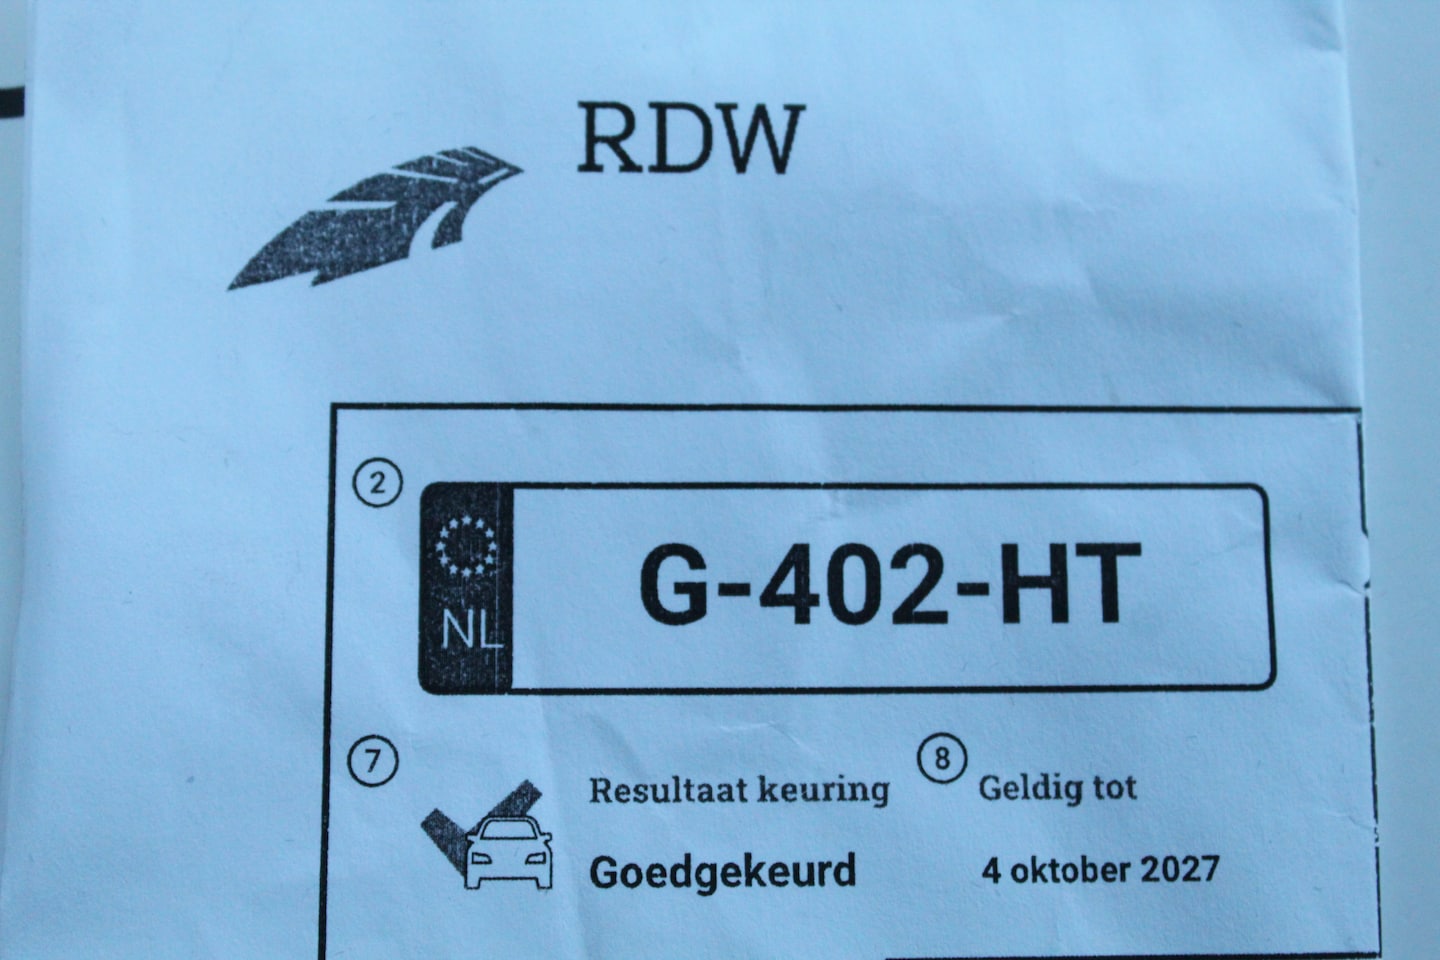 RDW
2
NL
G-402-HT
7
Resultaat keuring
8
Geldig tot
Goedgekeurd
4 oktober 2027